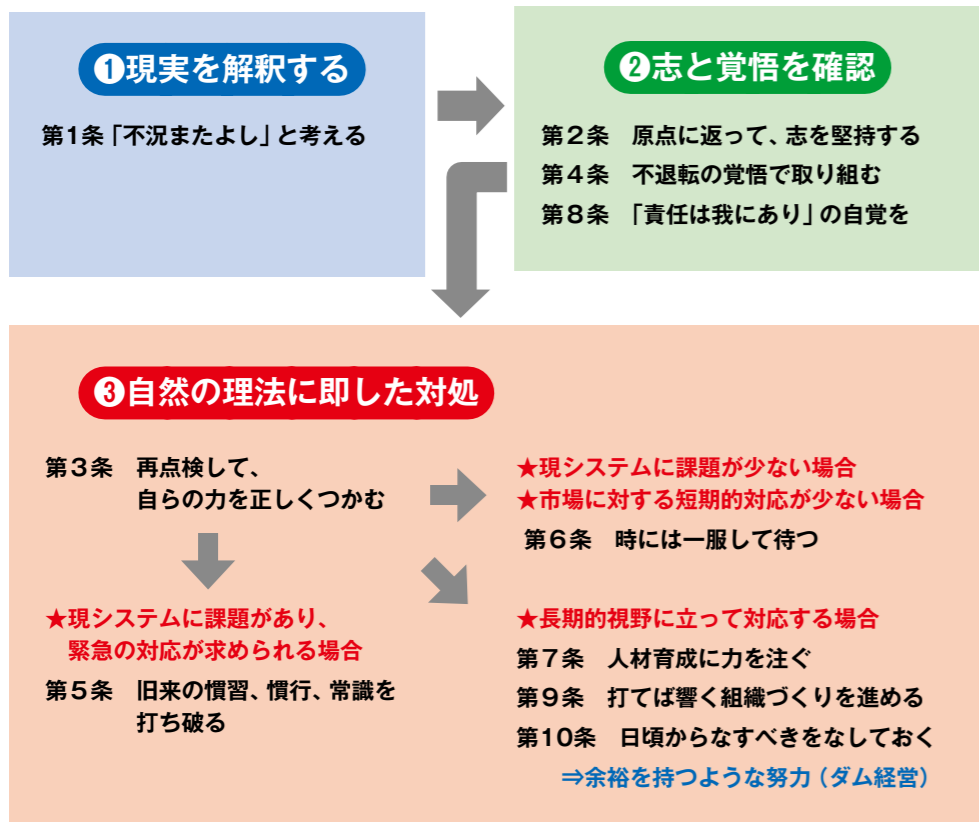 ❶現実を解釈する
第1条「不況またよし」と考える
❷志と覚悟を確認
第2条　原点に返って、志を堅持する
第4条　不退転の覚悟で取り組む
第8条　「責任は我にあり」の自覚を
❸自然の理法に即した対処
第3条　再点検して、
自らの力を正しくつかむ
★現システムに課題が少ない場合
★市場に対する短期的対応が少ない場合
第6条　時には一服して待つ
★現システムに課題があり、
緊急の対応が求められる場合
第5条　旧来の慣習、慣行、常識を
打ち破る
★長期的視野に立って対応する場合
第7条　人材育成に力を注ぐ
第9条　打てば響く組織づくりを進める
第10条　日頃からなすべきをなしておく
⇒余裕を持つような努力（ダム経営）